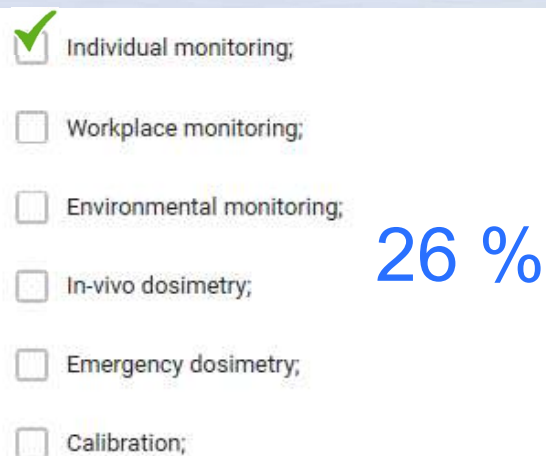 Individual monitoring;
Workplace monitoring;
Environmental monitoring;
26 %
In-vivo dosimetry;
Emergency dosimetry;
Calibration;